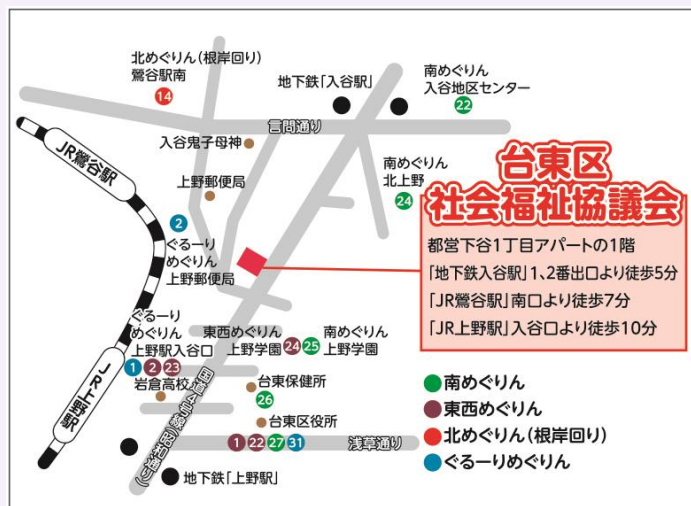 北めぐりん(根岸回り)
鶯谷駅南
14
地下鉄「入谷駅」
南めぐりん
入谷地区センター
22
言問通り
JR鶯谷駅
入谷鬼子母神
上野郵便局
南めぐりん
北上野
24
台東区
社会福祉協議会
都営下谷1丁目アパートの1階
「地下鉄入谷駅」1、2番出口より徒歩5分
「JR鶯谷駅」南口より徒歩7分
「JR上野駅」入谷口より徒歩10分
2
ぐるーり
めぐりん
上野郵便局
ぐるーり
めぐりん
上野駅入谷口
1 2 23
東西めぐりん
上野学園
24 25
南めぐりん
上野学園
JR上野駅
岩倉高校
国道4号線(昭和通り)
台東保健所
26
台東区役所
1 22 27 31
浅草通り
地下鉄「上野駅」
南めぐりん
東西めぐりん
北めぐりん(根岸回り)
ぐるーりめぐりん